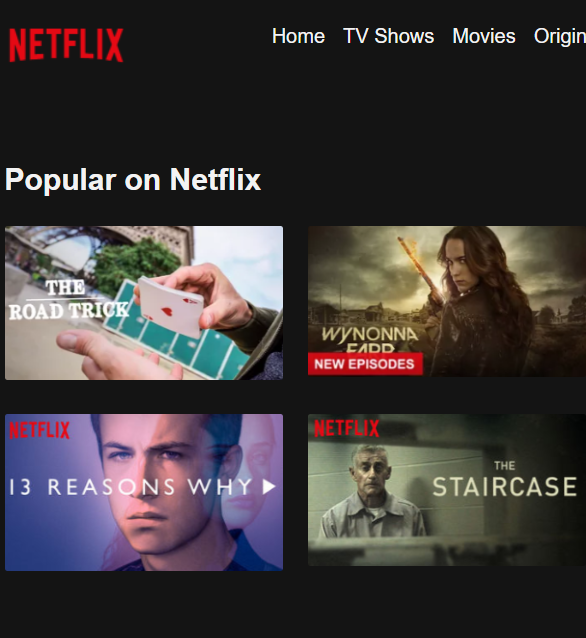 NETFLIX
Home TV Shows Movies Origin
Popular on Netflix
THE
ROAD TRICK
WYNONNA
EARP
NEW EPISODES
NETFLIX
13 REASONS WHY
NETFLIX
THE
STAIRCASE